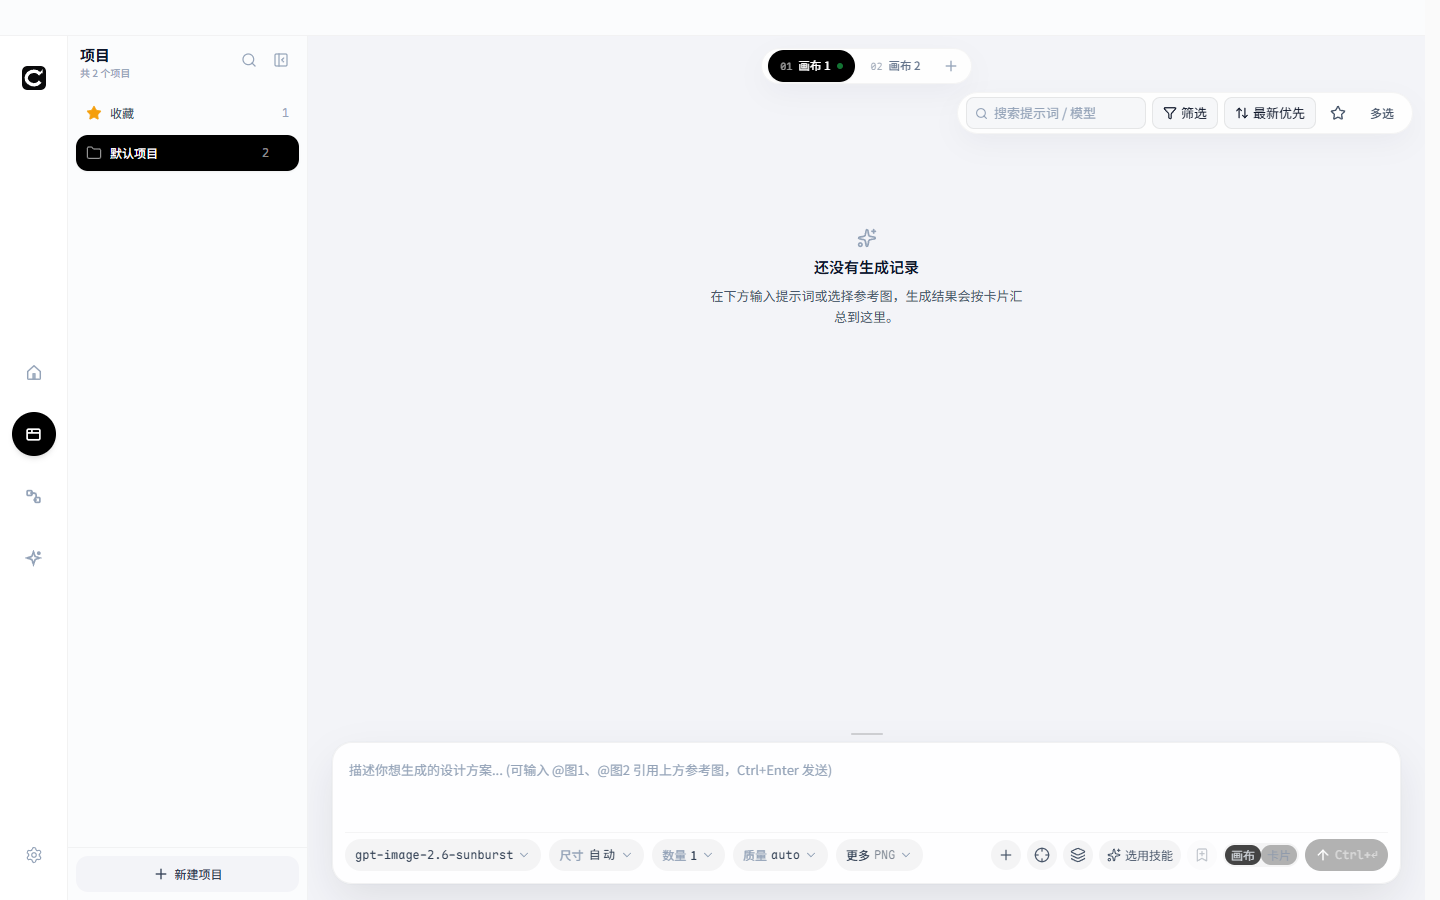 项目
共 2 个项目
收藏
1
默认项目
2
新建项目
01 画布 1
02 画布 2
搜索提示词 / 模型
筛选
最新优先
多选
还没有生成记录
在下方输入提示词或选择参考图，生成结果会按卡片汇
总到这里。
描述你想生成的设计方案... (可输入 @图1、@图2 引用上方参考图，Ctrl+Enter 发送)
gpt-image-2.6-sunburst
尺寸 自动
数量 1
质量 auto
更多 PNG
选用技能
画布
卡片
Ctrl+↵